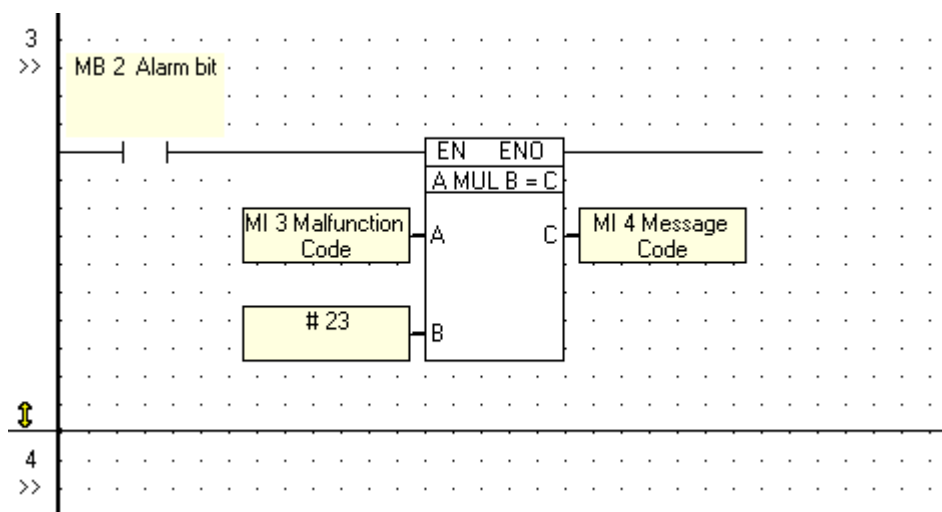 3
>>
MB 2 Alarm bit
EN ENO
A MUL B = C
MI 3 Malfunction
Code
A
C
MI 4 Message
Code
# 23
B
4
>>